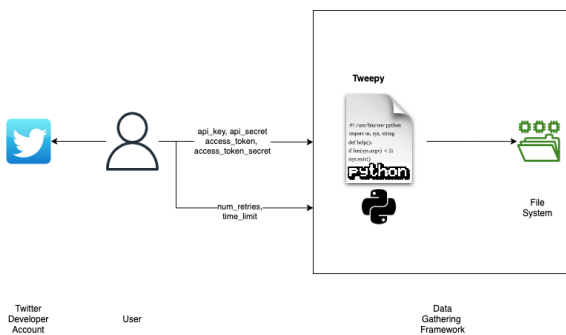 Tweepy
#! /usr/bin/env python
import os, sys, string
def help():
if len(sys.argv) < 2:
sys.exit()
python
api_key, api_secret
access_token,
access_token_secret
num_retries,
time_limit
File
System
Twitter
Developer
Account
User
Data
Gathering
Framework